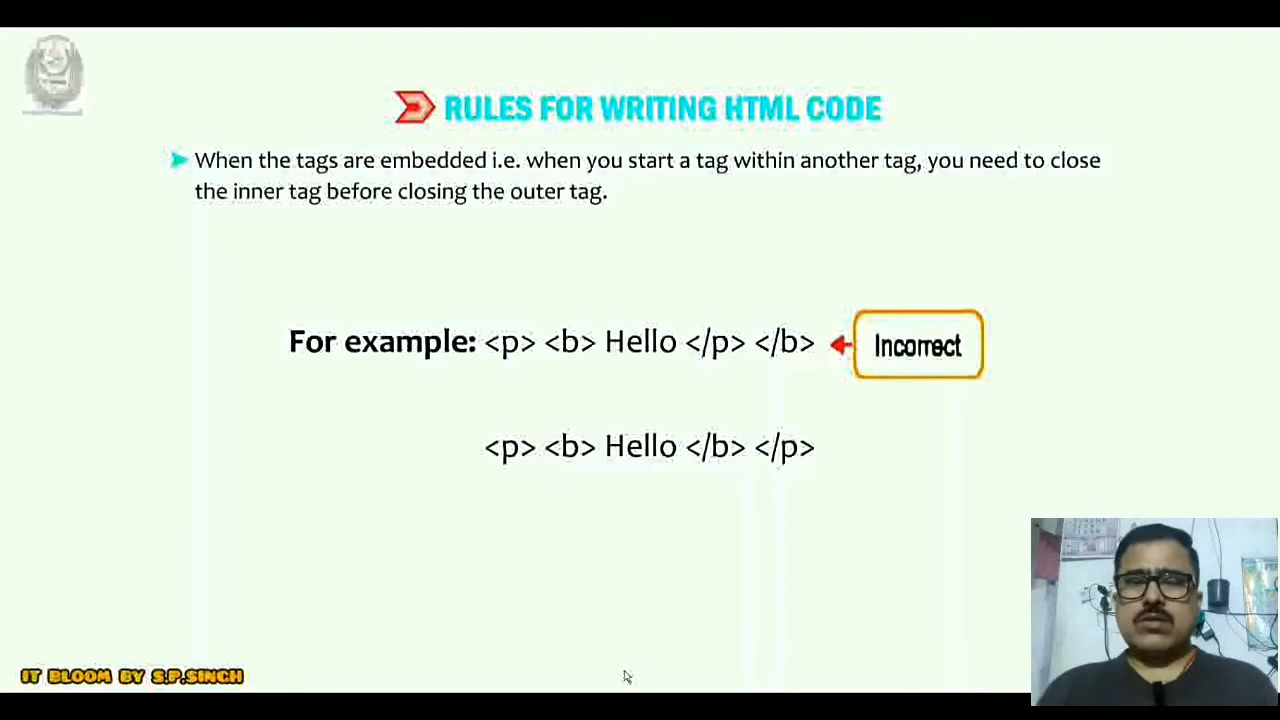 RULES FOR WRITING HTML CODE
When the tags are embedded i.e. when you start a tag within another tag, you need to close
the inner tag before closing the outer tag.
For example: <p> <b> Hello </p> </b>
Incorrect
<p> <b> Hello </b> </p>
IT BLOOM BY S.P.SINGH